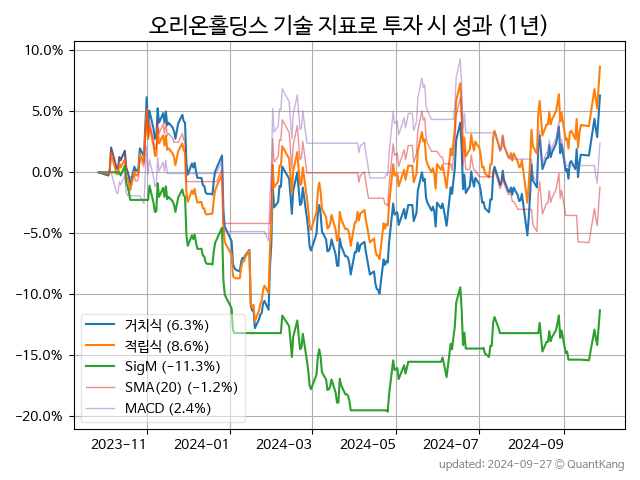 오리온홀딩스 기술 지표로 투자 시 성과 (1년)
10.0%
5.0%
0.0%
−5.0%
−10.0%
−15.0%
−20.0%
거치식 (6.3%)
적립식 (8.6%)
SigM (−11.3%)
SMA(20) (−1.2%)
MACD (2.4%)
2023-11
2024-01
2024-03
2024-05
2024-07
2024-09
updated: 2024-09-27 © QuantKang